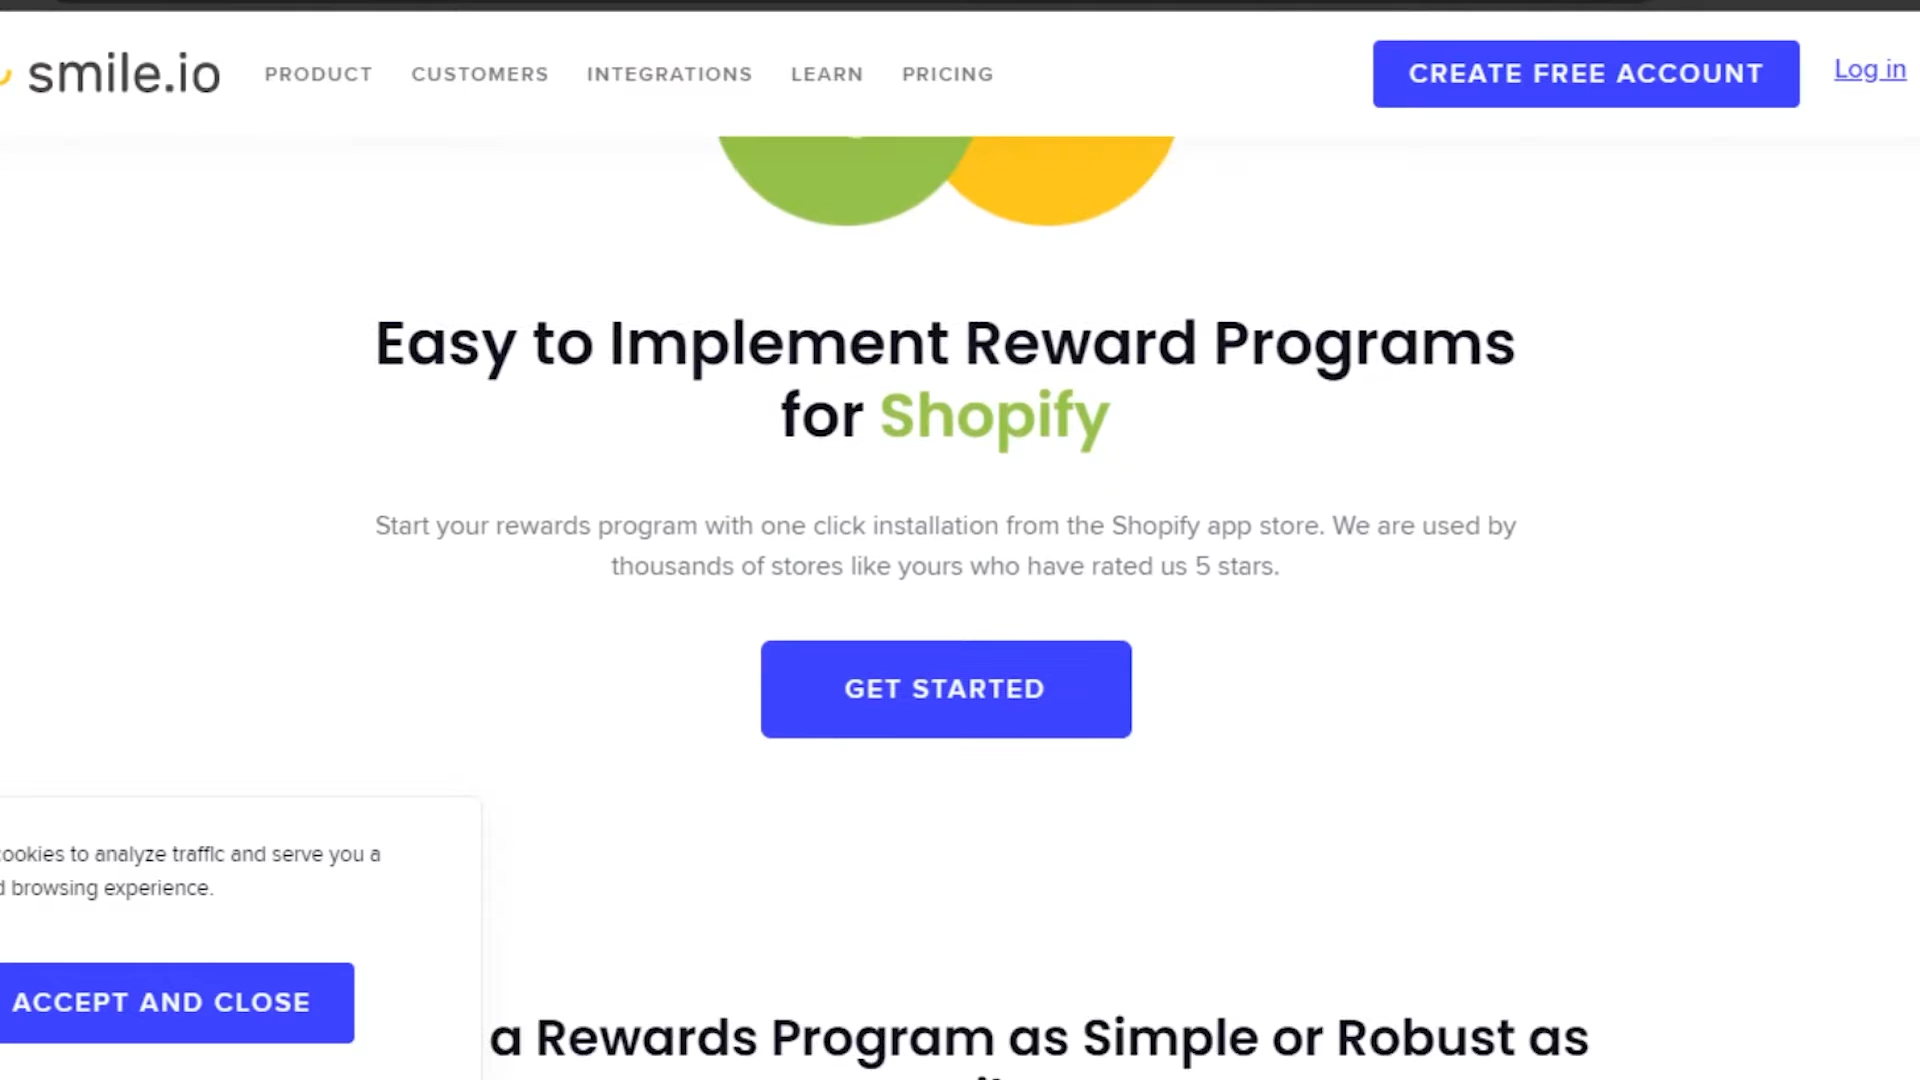 smile.io PRODUCT CUSTOMERS INTEGRATIONS LEARN PRICING CREATE FREE ACCOUNT Log in
Easy to Implement Reward Programs
for Shopify
Start your rewards program with one click installation from the Shopify app store. We are used by
thousands of stores like yours who have rated us 5 stars.
GET STARTED
cookies to analyze traffic and serve you a
browsing experience.
ACCEPT AND CLOSE
a Rewards Program as Simple or Robust as